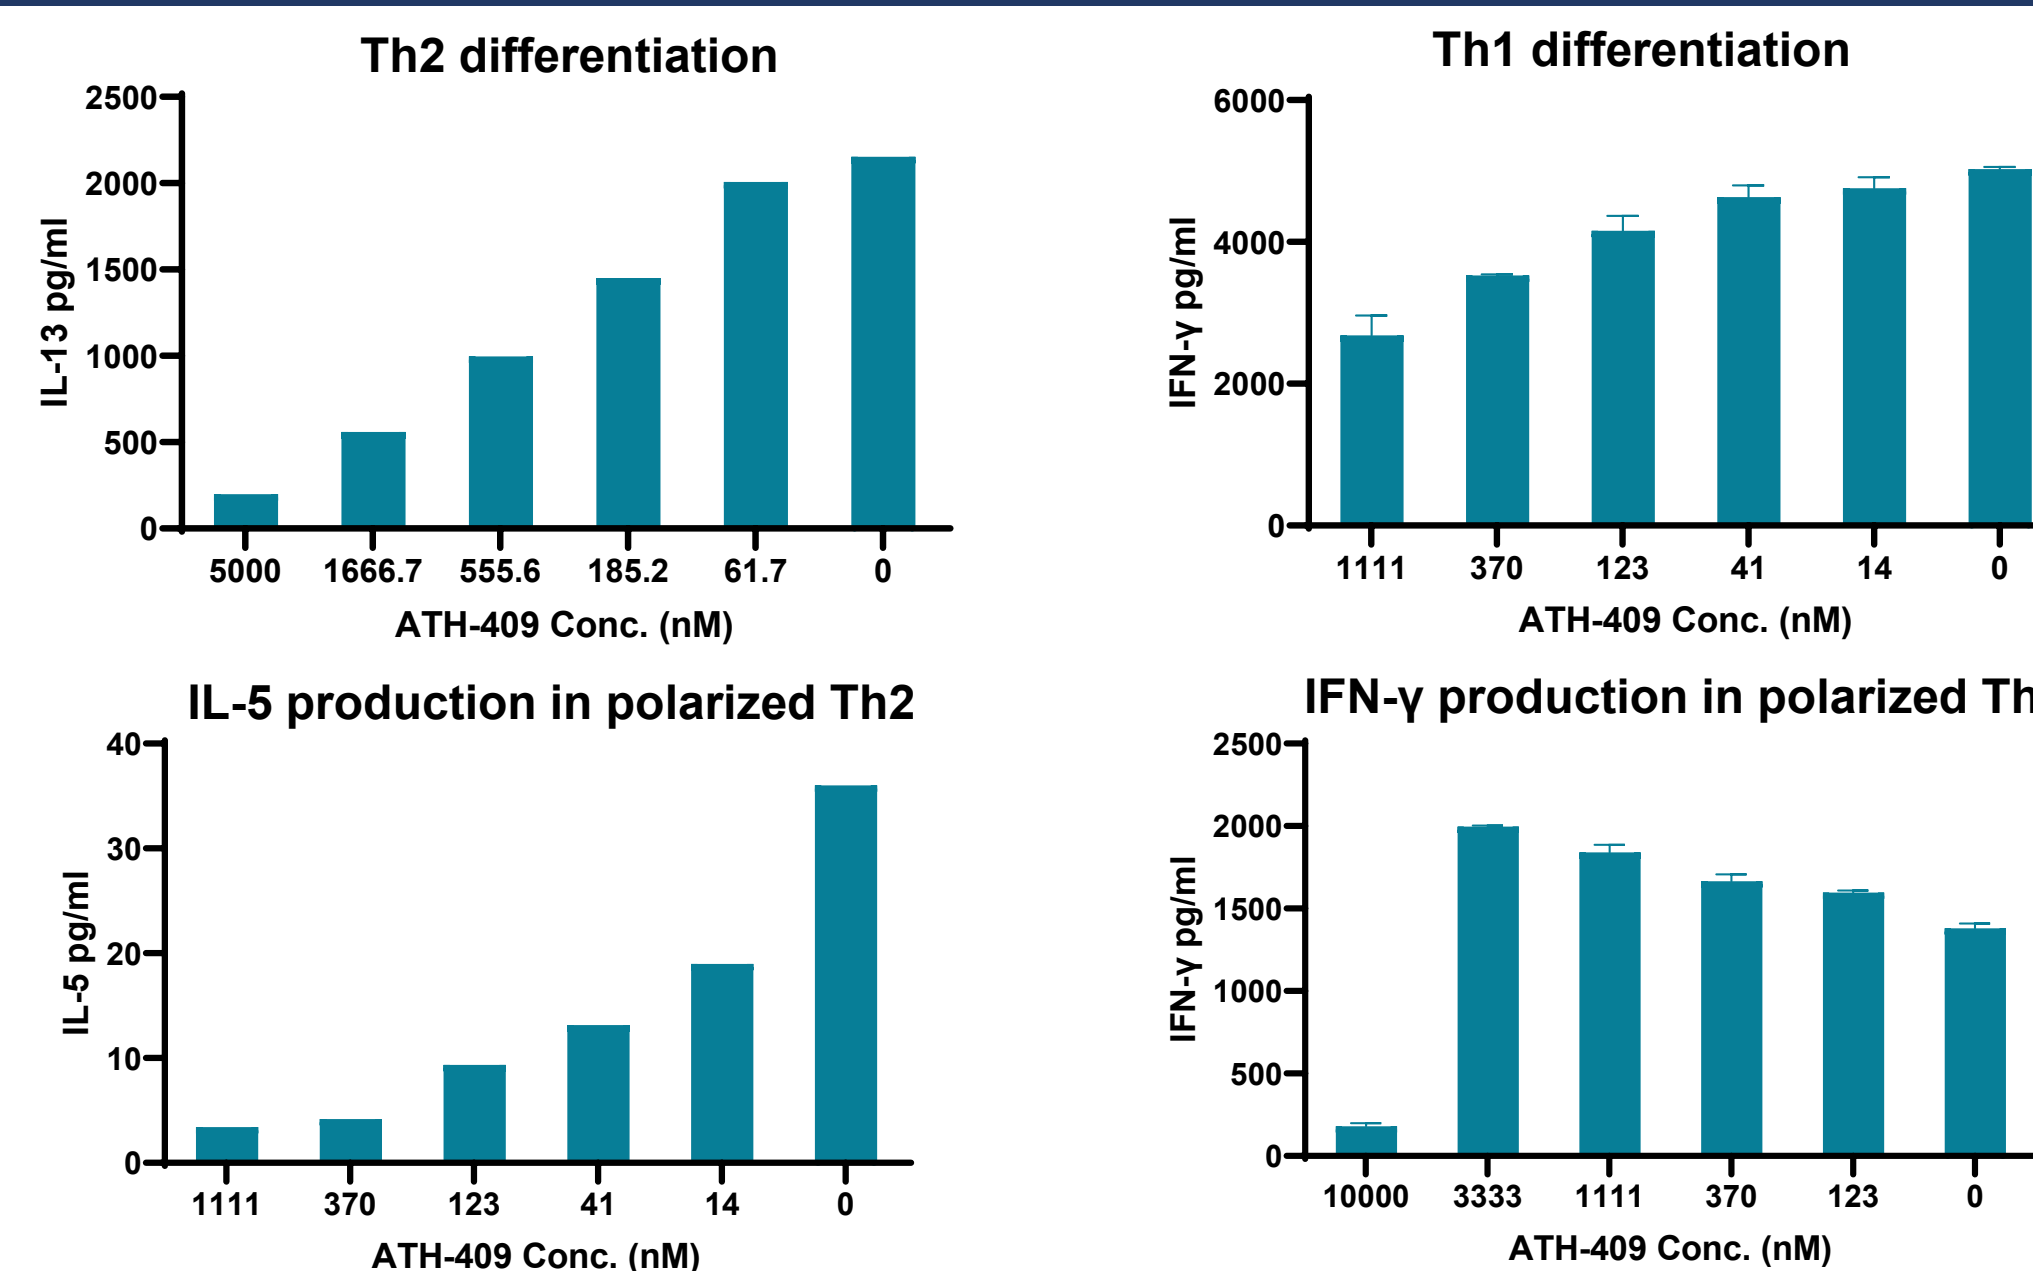 Th2 differentiation
2500
2000
1500
1000
500
0
IL-13 pg/ml
5000 1666.7 555.6 185.2 61.7 0
ATH-409 Conc. (nM)
Th1 differentiation
6000
4000
2000
0
IFN-γ pg/ml
1111 370 123 41 14 0
ATH-409 Conc. (nM)
IL-5 production in polarized Th2
40
30
20
10
0
IL-5 pg/ml
1111 370 123 41 14 0
ATH-409 Conc. (nM)
IFN-γ production in polarized Th
2500
2000
1500
1000
500
0
IFN-γ pg/ml
10000 3333 1111 370 123 0
ATH-409 Conc. (nM)